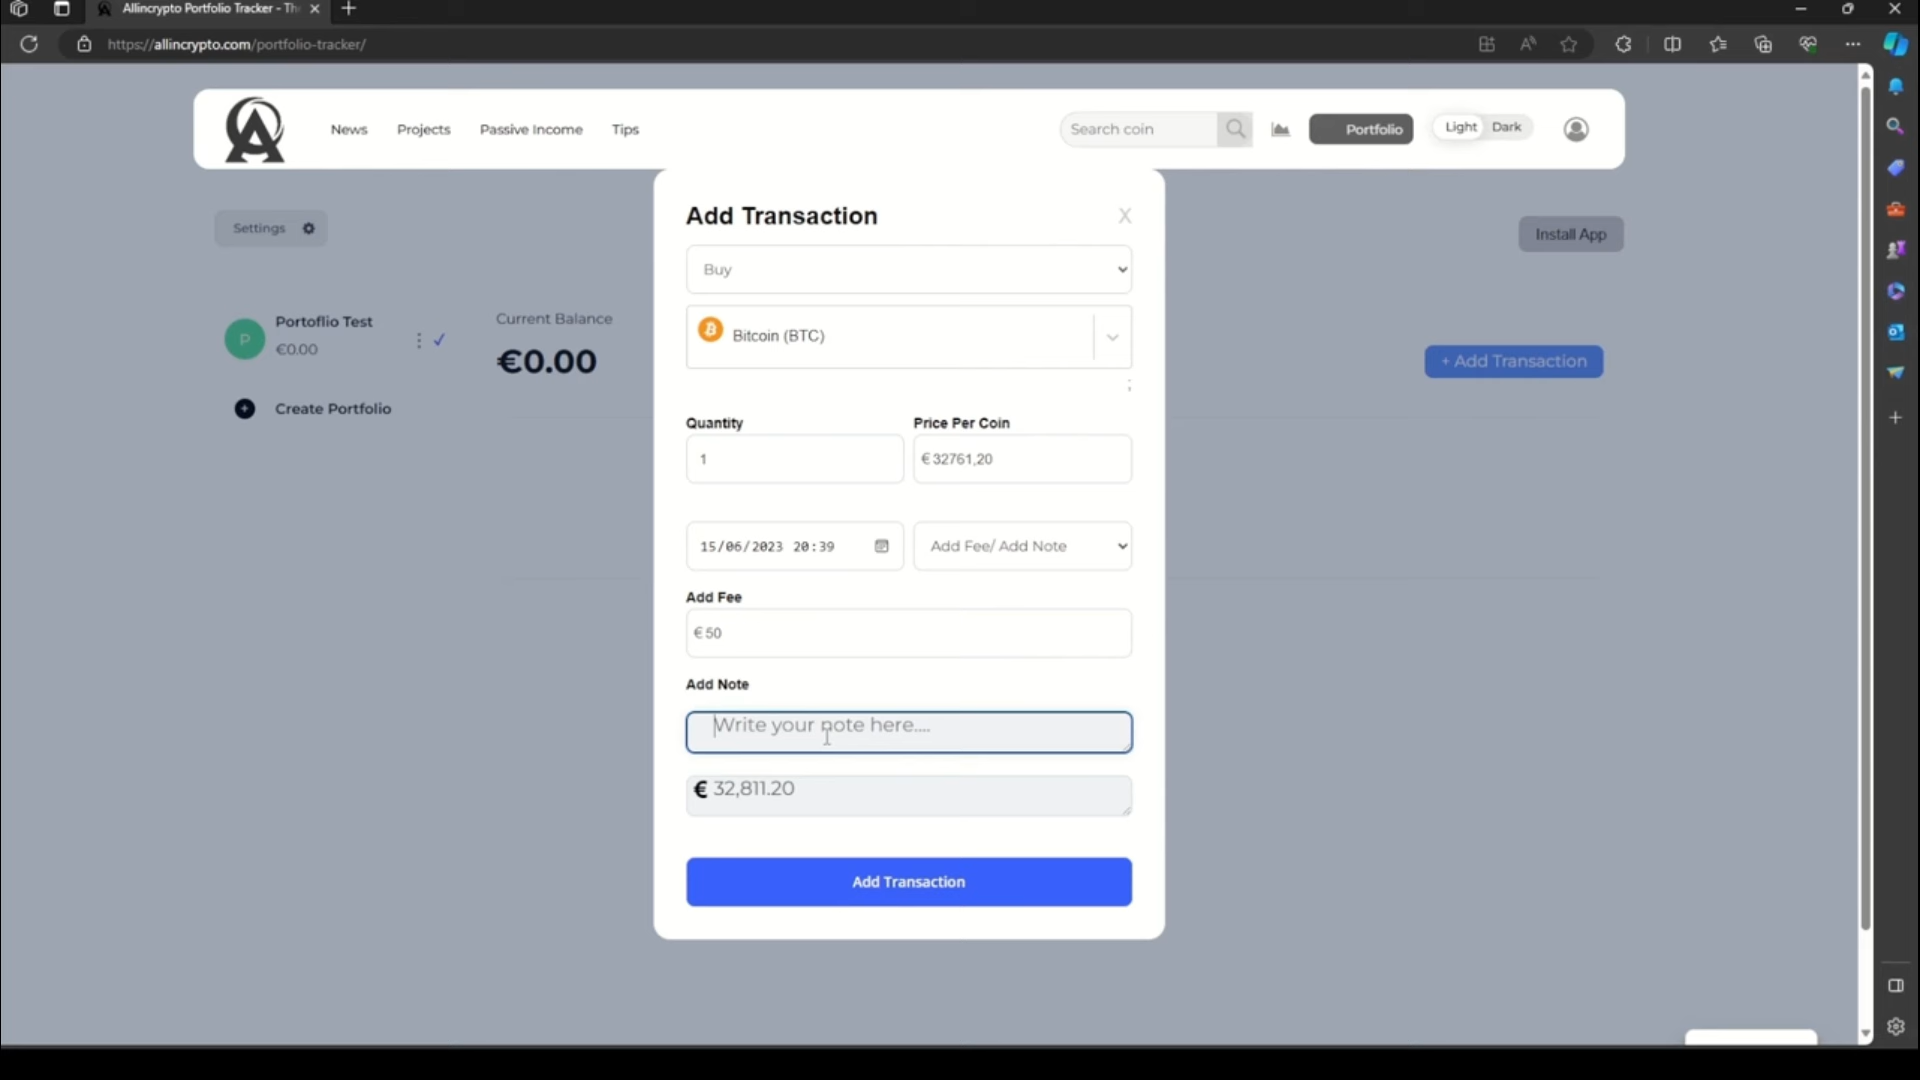 Allincrypto Portfolio Tracker - Th
https://allincrypto.com/portfolio-tracker/
News Projects Passive Income Tips
Search coin
Portfolio
Light Dark
Settings
Install App
Add Transaction
X
Buy
Portoflio Test
€0.00
Current Balance
€0.00
Bitcoin (BTC)
+ Add Transaction
;
Create Portfolio
Quantity Price Per Coin
1 €32761,20
15/06/2023 20:39 Add Fee/ Add Note
Add Fee
€50
Add Note
Write your note here....
€ 32,811.20
Add Transaction